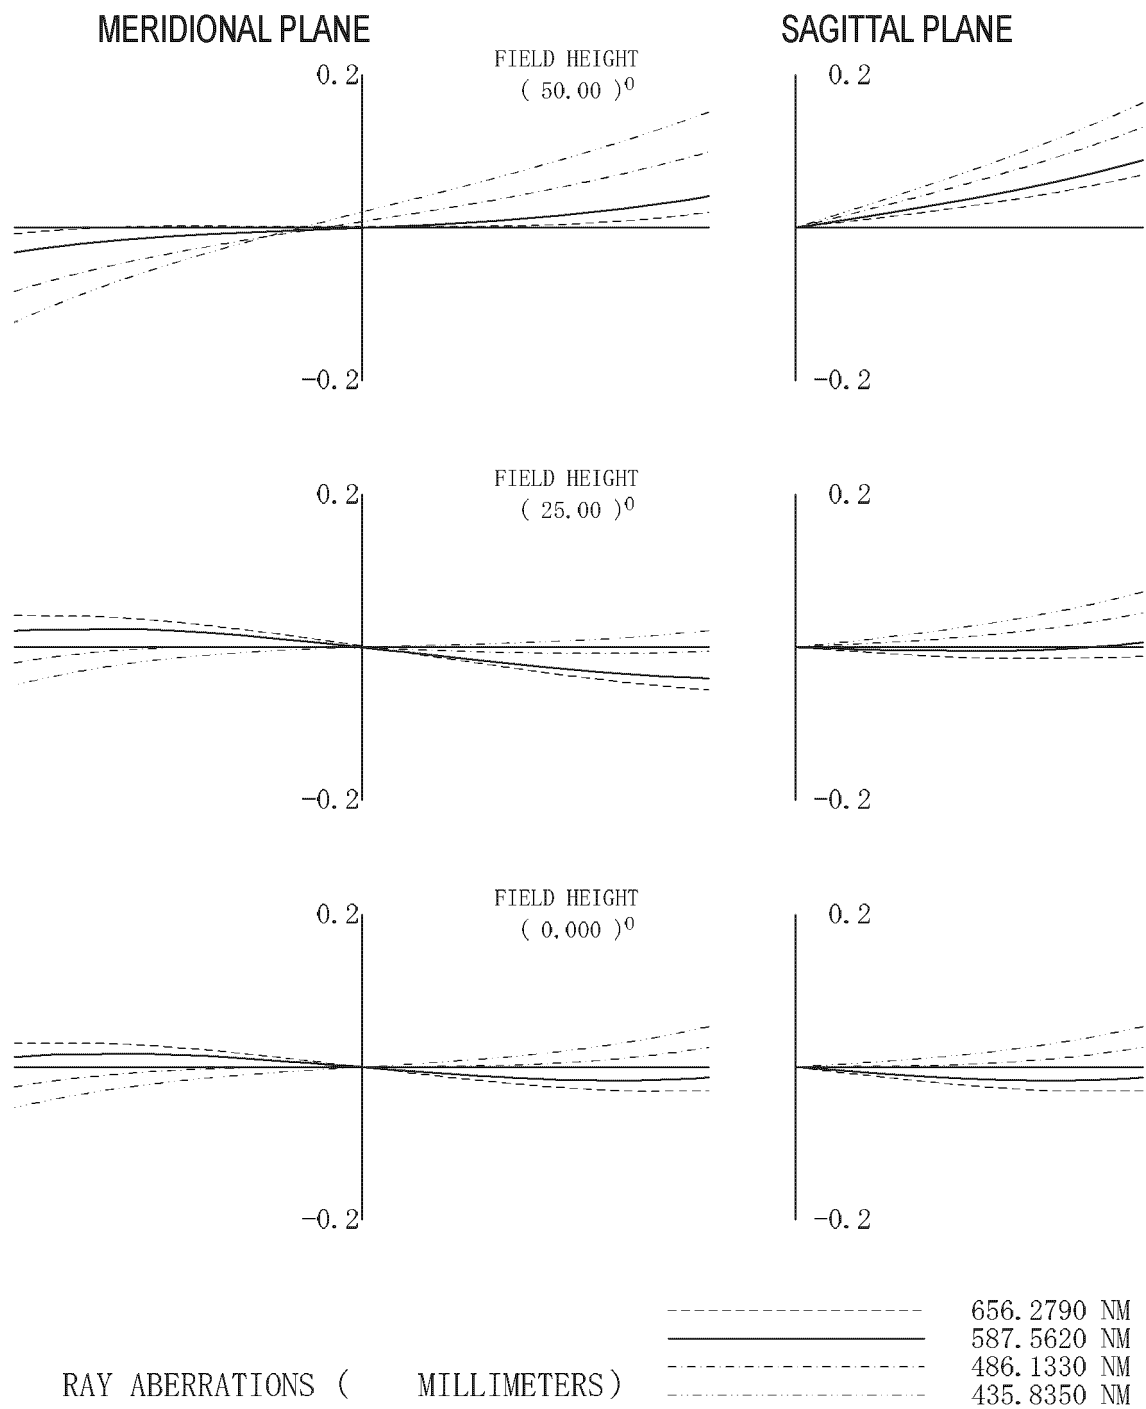 MERIDIONAL PLANE
SAGITTAL PLANE
FIELD HEIGHT
( 50.00 )⁰
0.2
0.2
-0.2
-0.2
FIELD HEIGHT
( 25.00 )⁰
0.2
0.2
-0.2
-0.2
FIELD HEIGHT
( 0.000 )⁰
0.2
0.2
-0.2
-0.2
656.2790 NM
587.5620 NM
486.1330 NM
435.8350 NM
RAY ABERRATIONS ( MILLIMETERS)